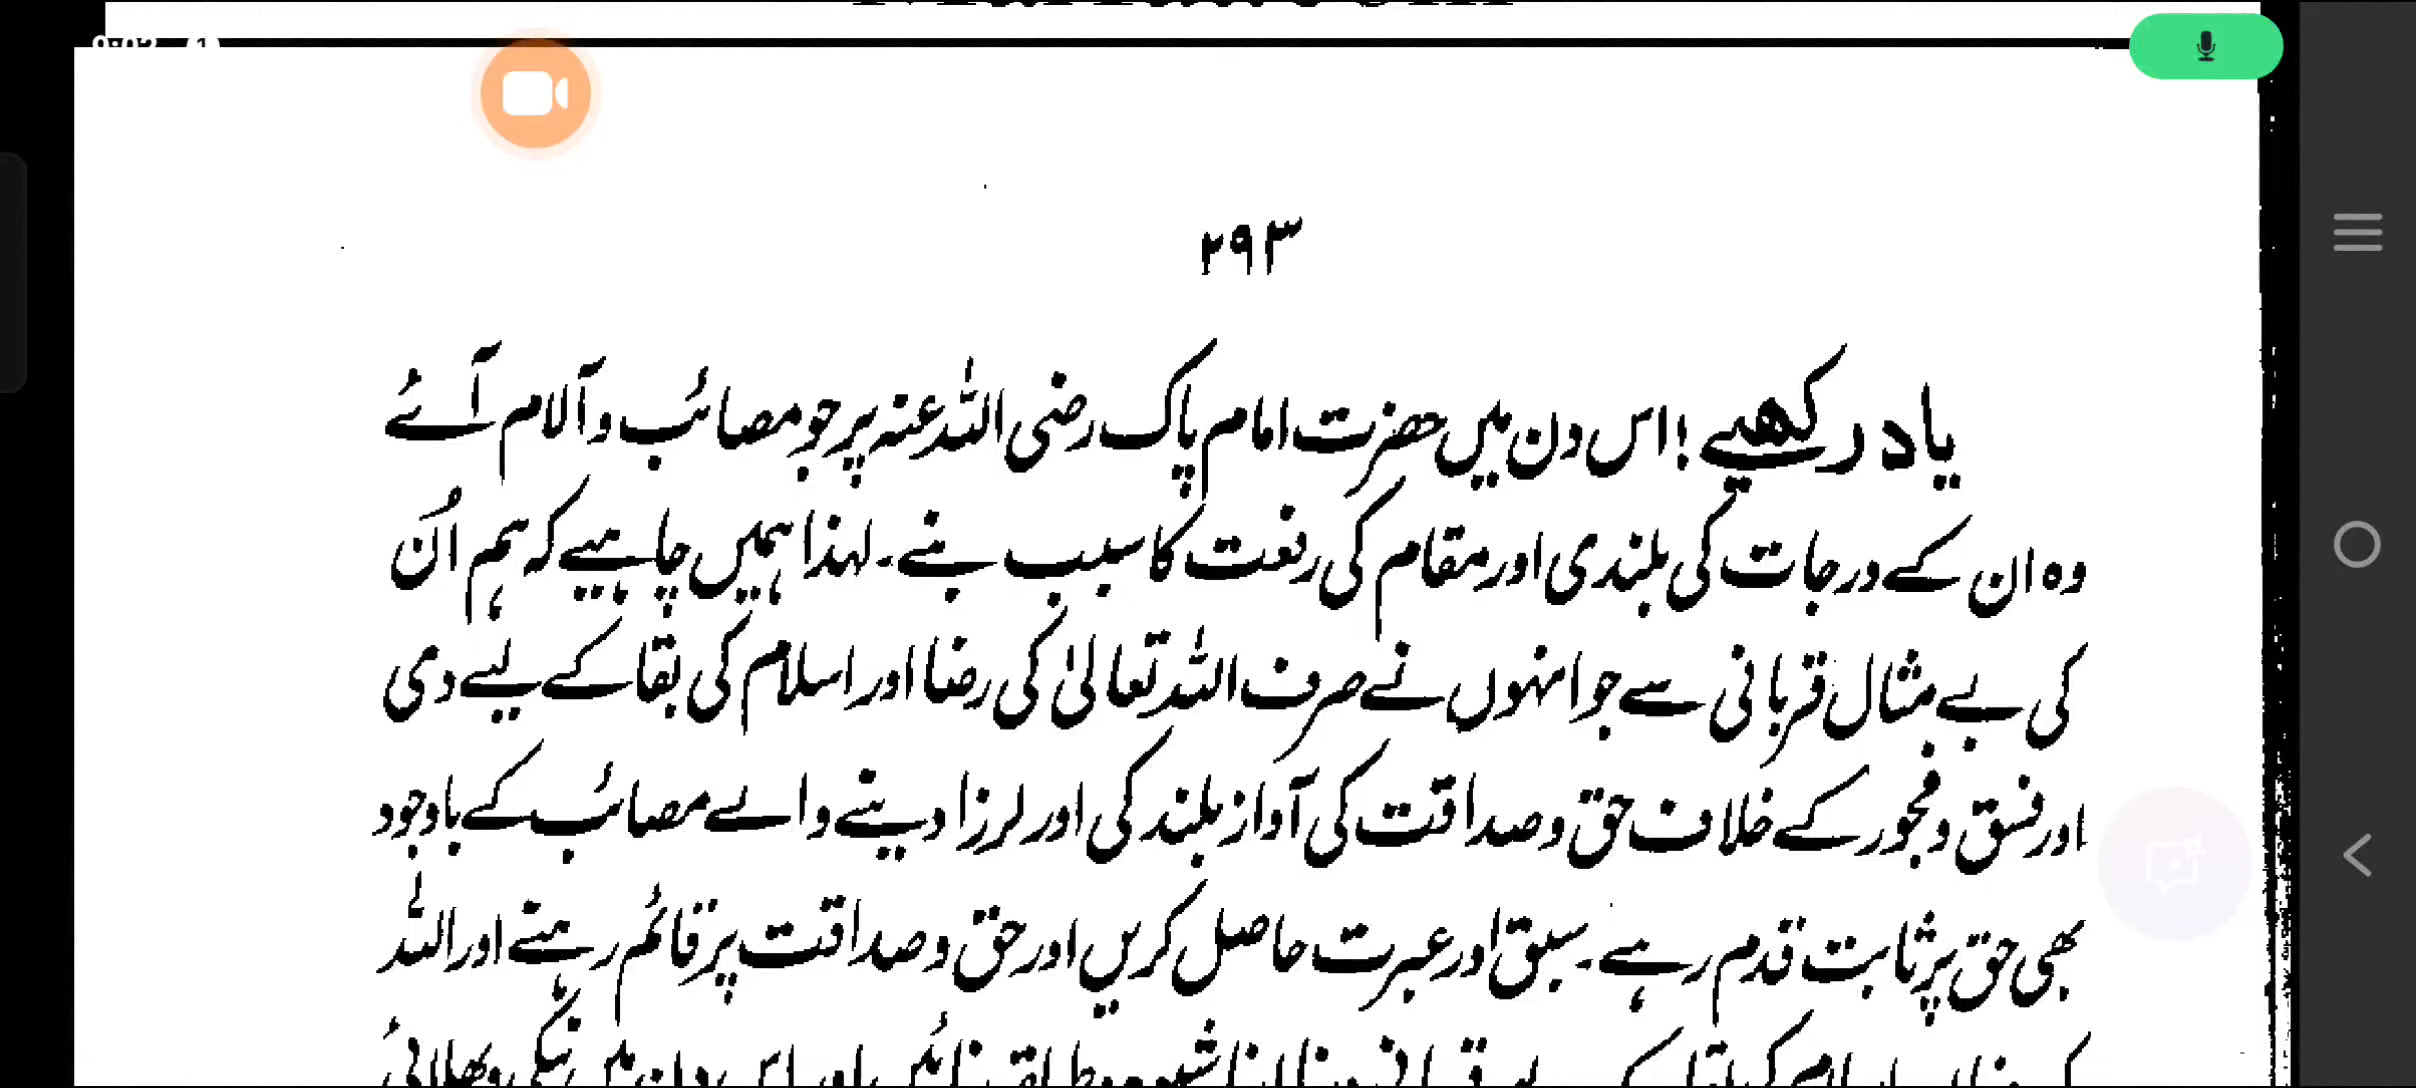 ۲۹۳
یاد رکھیے! اس دن میں حضرت امام پاک رضی اللہ عنہ پر جو مصائب و آلام آئے
وہ ان کے درجات کی بلندی اور مقام کی رفعت کا سبب بنے۔ لہذا ہمیں چاہیے کہ ہم اُن
کی بے مثال قربانی سے جو انہوں نے صرف اللہ تعالیٰ کی رضا اور اسلام کی بقا کے لیے دی
اور فسق و فجور کے خلاف حق و صداقت کی آواز بلند کی اور لرزا دینے والے مصائب کے باوجود
بھی حق پر ثابت قدم رہے۔ سبق اور عبرت حاصل کریں اور حق و صداقت پر قائم رہنے اور اللہ